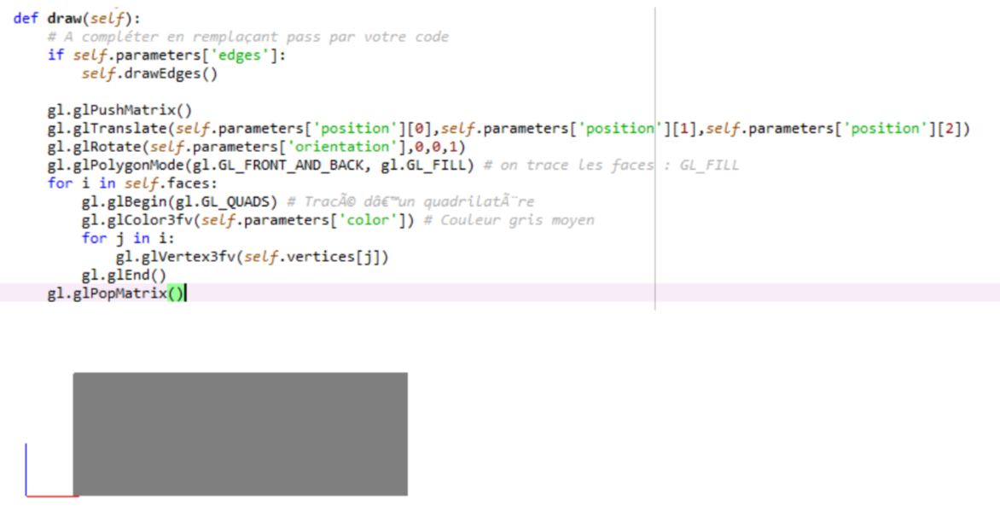 def draw(self):
# A compléter en remplaçant pass par votre code
if self.parameters['edges']:
self.drawEdges()
gl.glPushMatrix()
gl.glTranslate(self.parameters['position'][0],self.parameters['position'][1],self.parameters['position'][2])
gl.glRotate(self.parameters['orientation'],0,0,1)
gl.glPolygonMode(gl.GL_FRONT_AND_BACK, gl.GL_FILL) # on trace les faces : GL_FILL
for i in self.faces:
gl.glBegin(gl.GL_QUADS) # TracÃ© dâ€™un quadrilatÃ¨re
gl.glColor3fv(self.parameters['color']) # Couleur gris moyen
for j in i:
gl.glVertex3fv(self.vertices[j])
gl.glEnd()
gl.glPopMatrix()